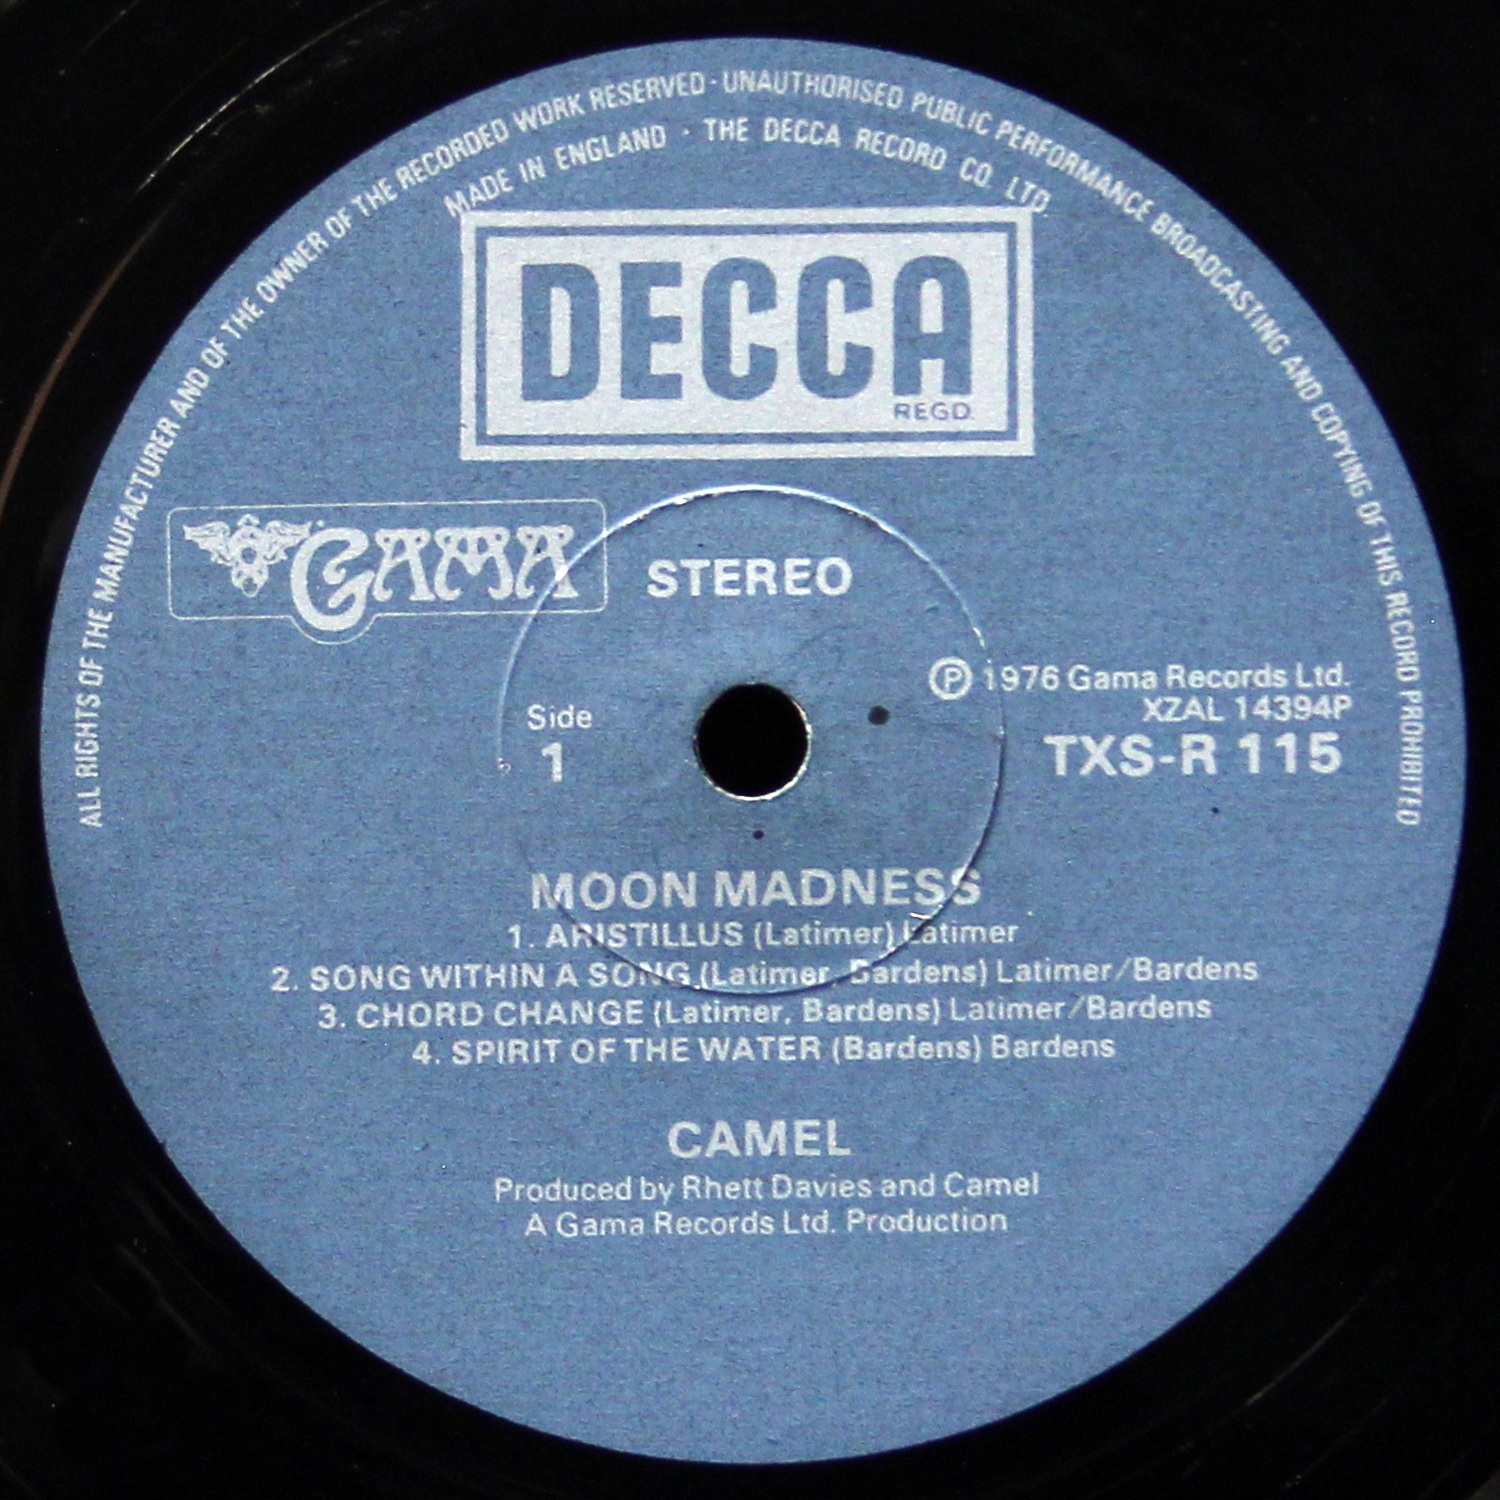 ALL RIGHTS OF THE MANUFACTURER AND OF THE OWNER OF THE RECORDED WORK RESERVED · UNAUTHORISED PUBLIC PERFORMANCE BROADCASTING AND COPYING OF THIS RECORD PROHIBITED
MADE IN ENGLAND · THE DECCA RECORD CO. LTD.
DECCA
REGD.
GAMA
STEREO
Ⓟ 1976 Gama Records Ltd.
XZAL 14394P
TXS-R 115
Side
1
MOON MADNESS
1. ARISTILLUS (Latimer) Latimer
2. SONG WITHIN A SONG (Latimer, Bardens) Latimer/Bardens
3. CHORD CHANGE (Latimer, Bardens) Latimer/Bardens
4. SPIRIT OF THE WATER (Bardens) Bardens
CAMEL
Produced by Rhett Davies and Camel
A Gama Records Ltd. Production